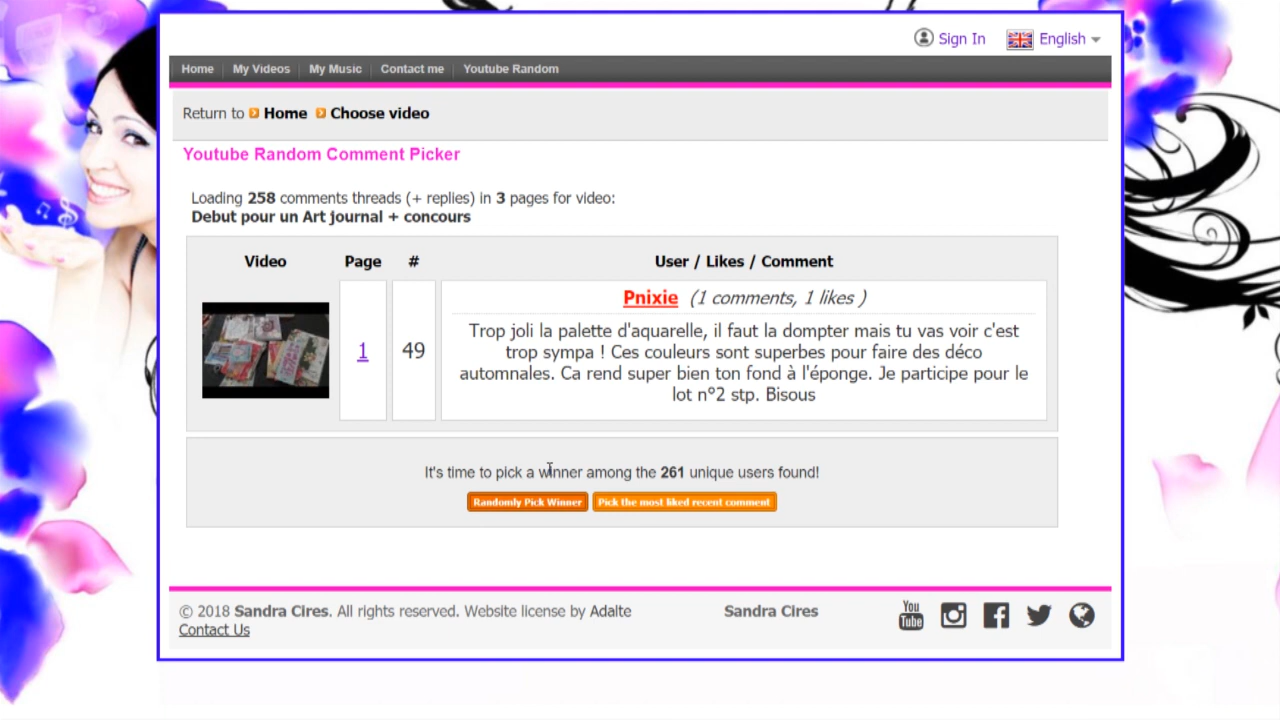 Sign In English
Home My Videos My Music Contact me Youtube Random
Return to Home Choose video
Youtube Random Comment Picker
Loading 258 comments threads (+ replies) in 3 pages for video:
Debut pour un Art journal + concours
Video Page # User / Likes / Comment
Pnixie (1 comments, 1 likes )
Trop joli la palette d'aquarelle, il faut la dompter mais tu vas voir c'est
1 49 trop sympa ! Ces couleurs sont superbes pour faire des déco
automnales. Ca rend super bien ton fond à l'éponge. Je participe pour le
lot n°2 stp. Bisous
It's time to pick a winner among the 261 unique users found!
Randomly Pick Winner Pick the most liked recent comment
© 2018 Sandra Cires. All rights reserved. Website license by Adalte Sandra Cires You Tube
Contact Us